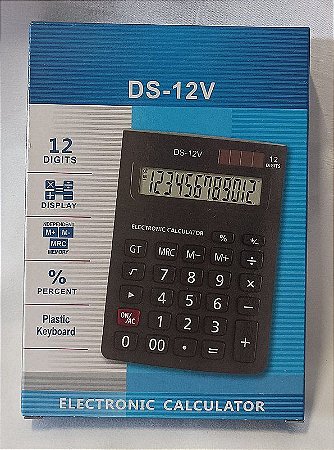 DS-12V
12
DIGITS
DISPLAY
INDEPENDENT
M+ M-
MRC
MEMORY
%
PERCENT
Plastic
Keyboard
DS-12V
12
DIGITS
123456789012
ELECTRONIC CALCULATOR
% +/-
GT MRC M− M+ ÷
√ 7 8 9 ×
▶ 4 5 6 −
ON/AC 1 2 3 +
0 00 • =
ELECTRONIC CALCULATOR